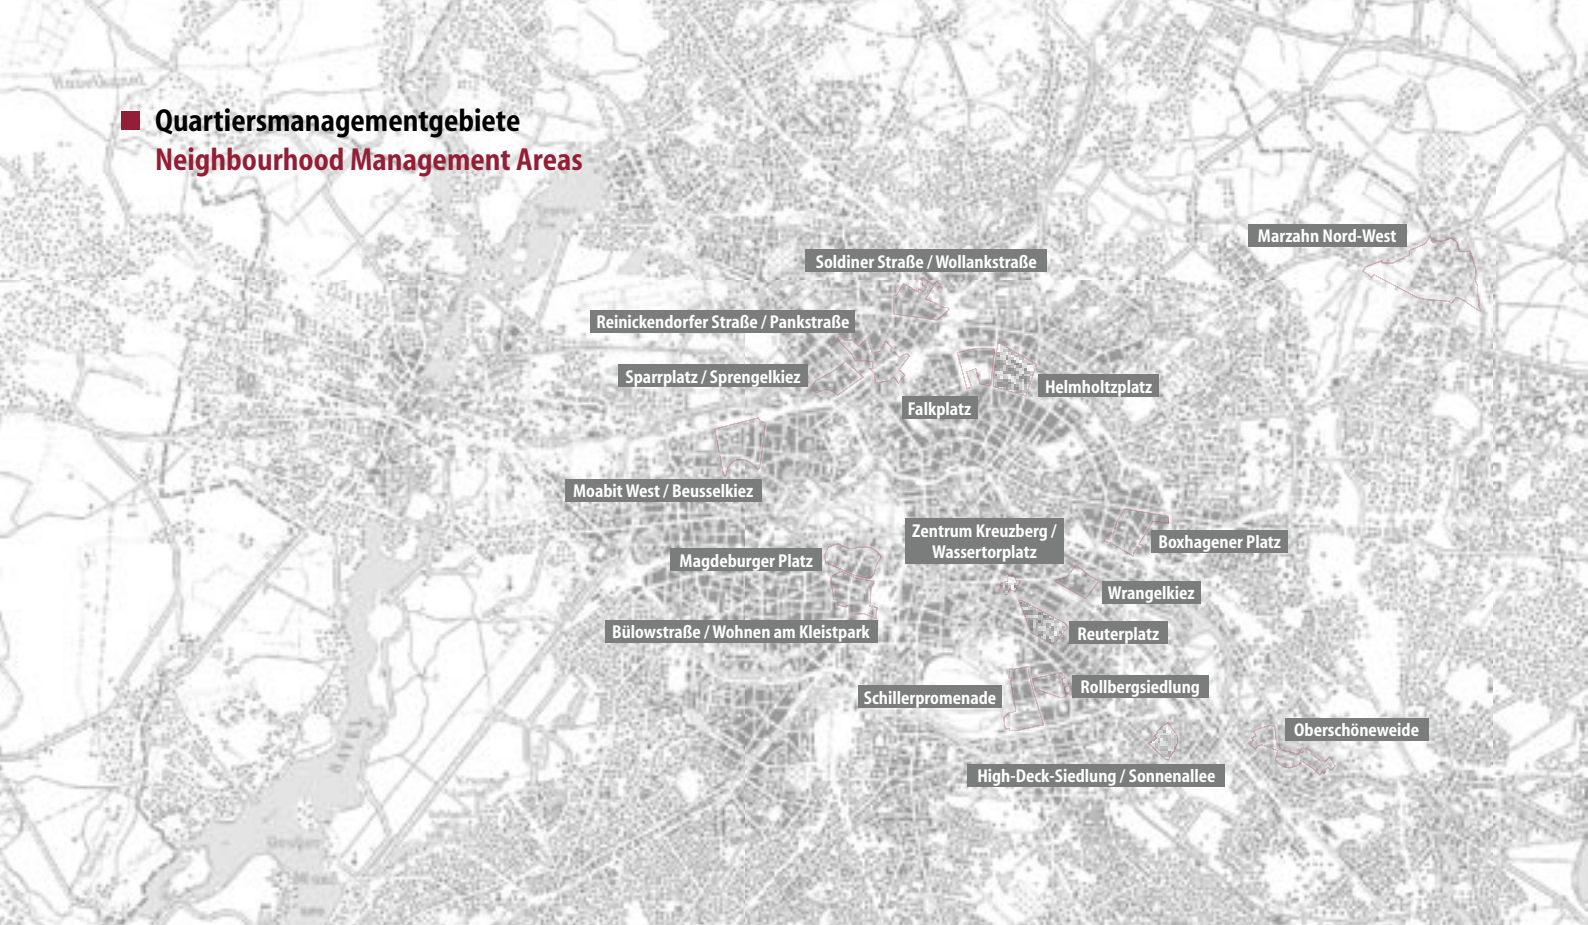 Quartiersmanagementgebiete
Neighbourhood Management Areas
Marzahn Nord-West
Soldiner Straße / Wollankstraße
Reinickendorfer Straße / Pankstraße
Sparrplatz / Sprengelkiez
Helmholtzplatz
Falkplatz
Moabit West / Beusselkiez
Zentrum Kreuzberg /
Wassertorplatz
Boxhagener Platz
Magdeburger Platz
Wrangelkiez
Bülowstraße / Wohnen am Kleistpark
Reuterplatz
Schillerpromenade
Rollbergsiedlung
Oberschöneweide
High-Deck-Siedlung / Sonnenallee